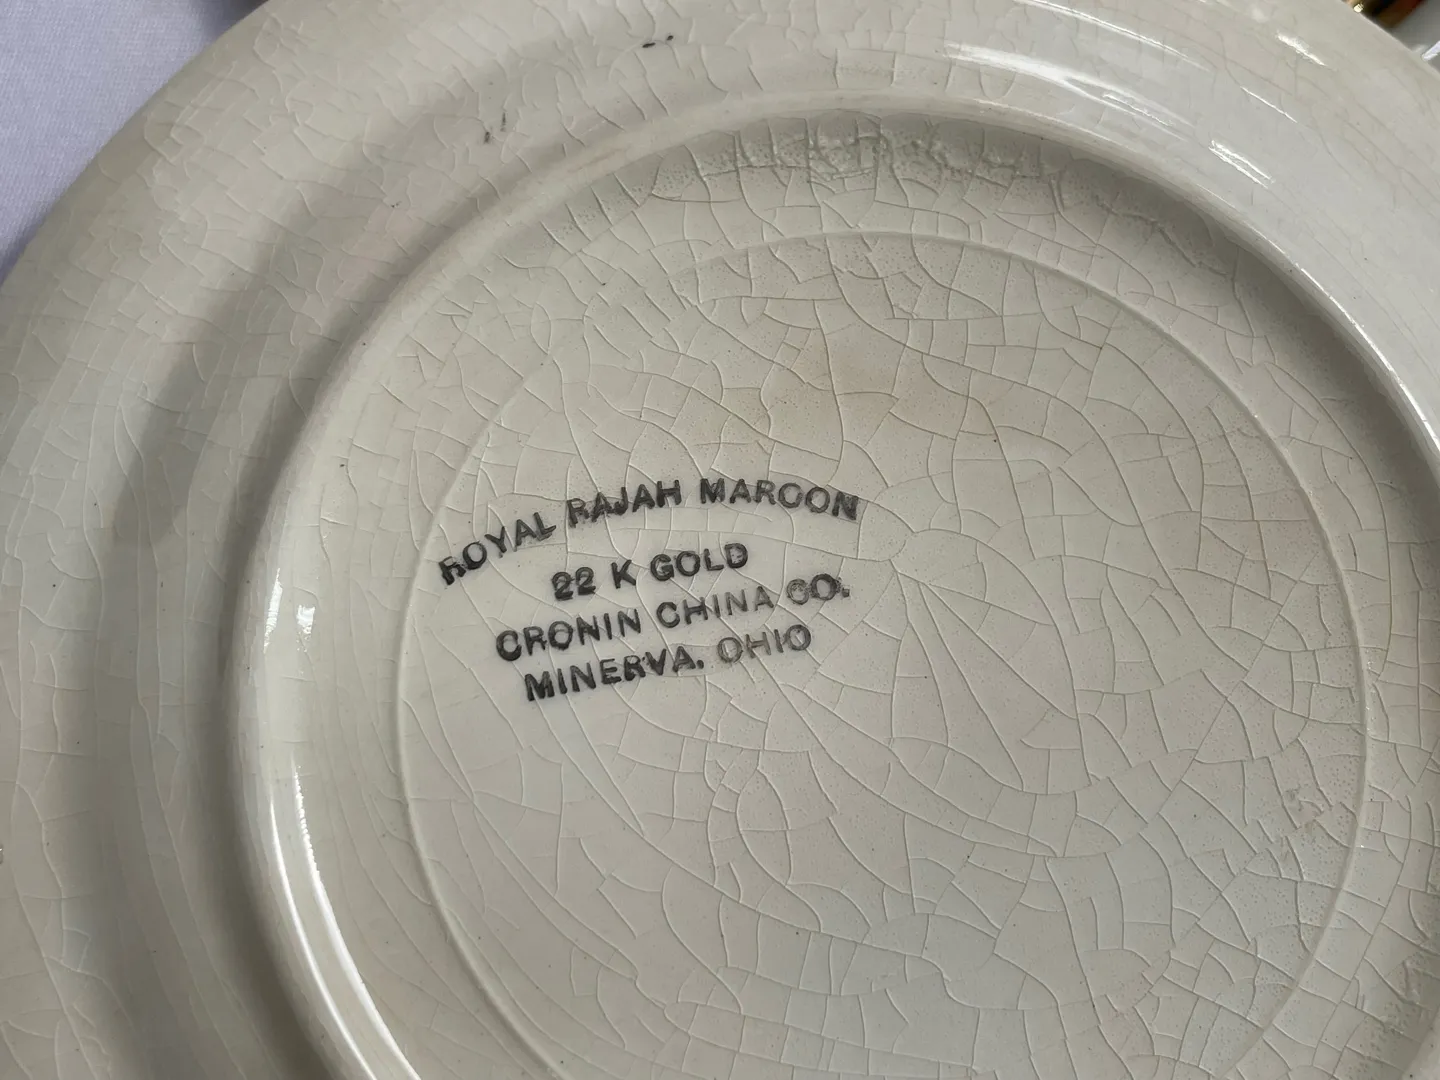 ROYAL RAJAH MAROON
22 K GOLD
CRONIN CHINA CO.
MINERVA. OHIO